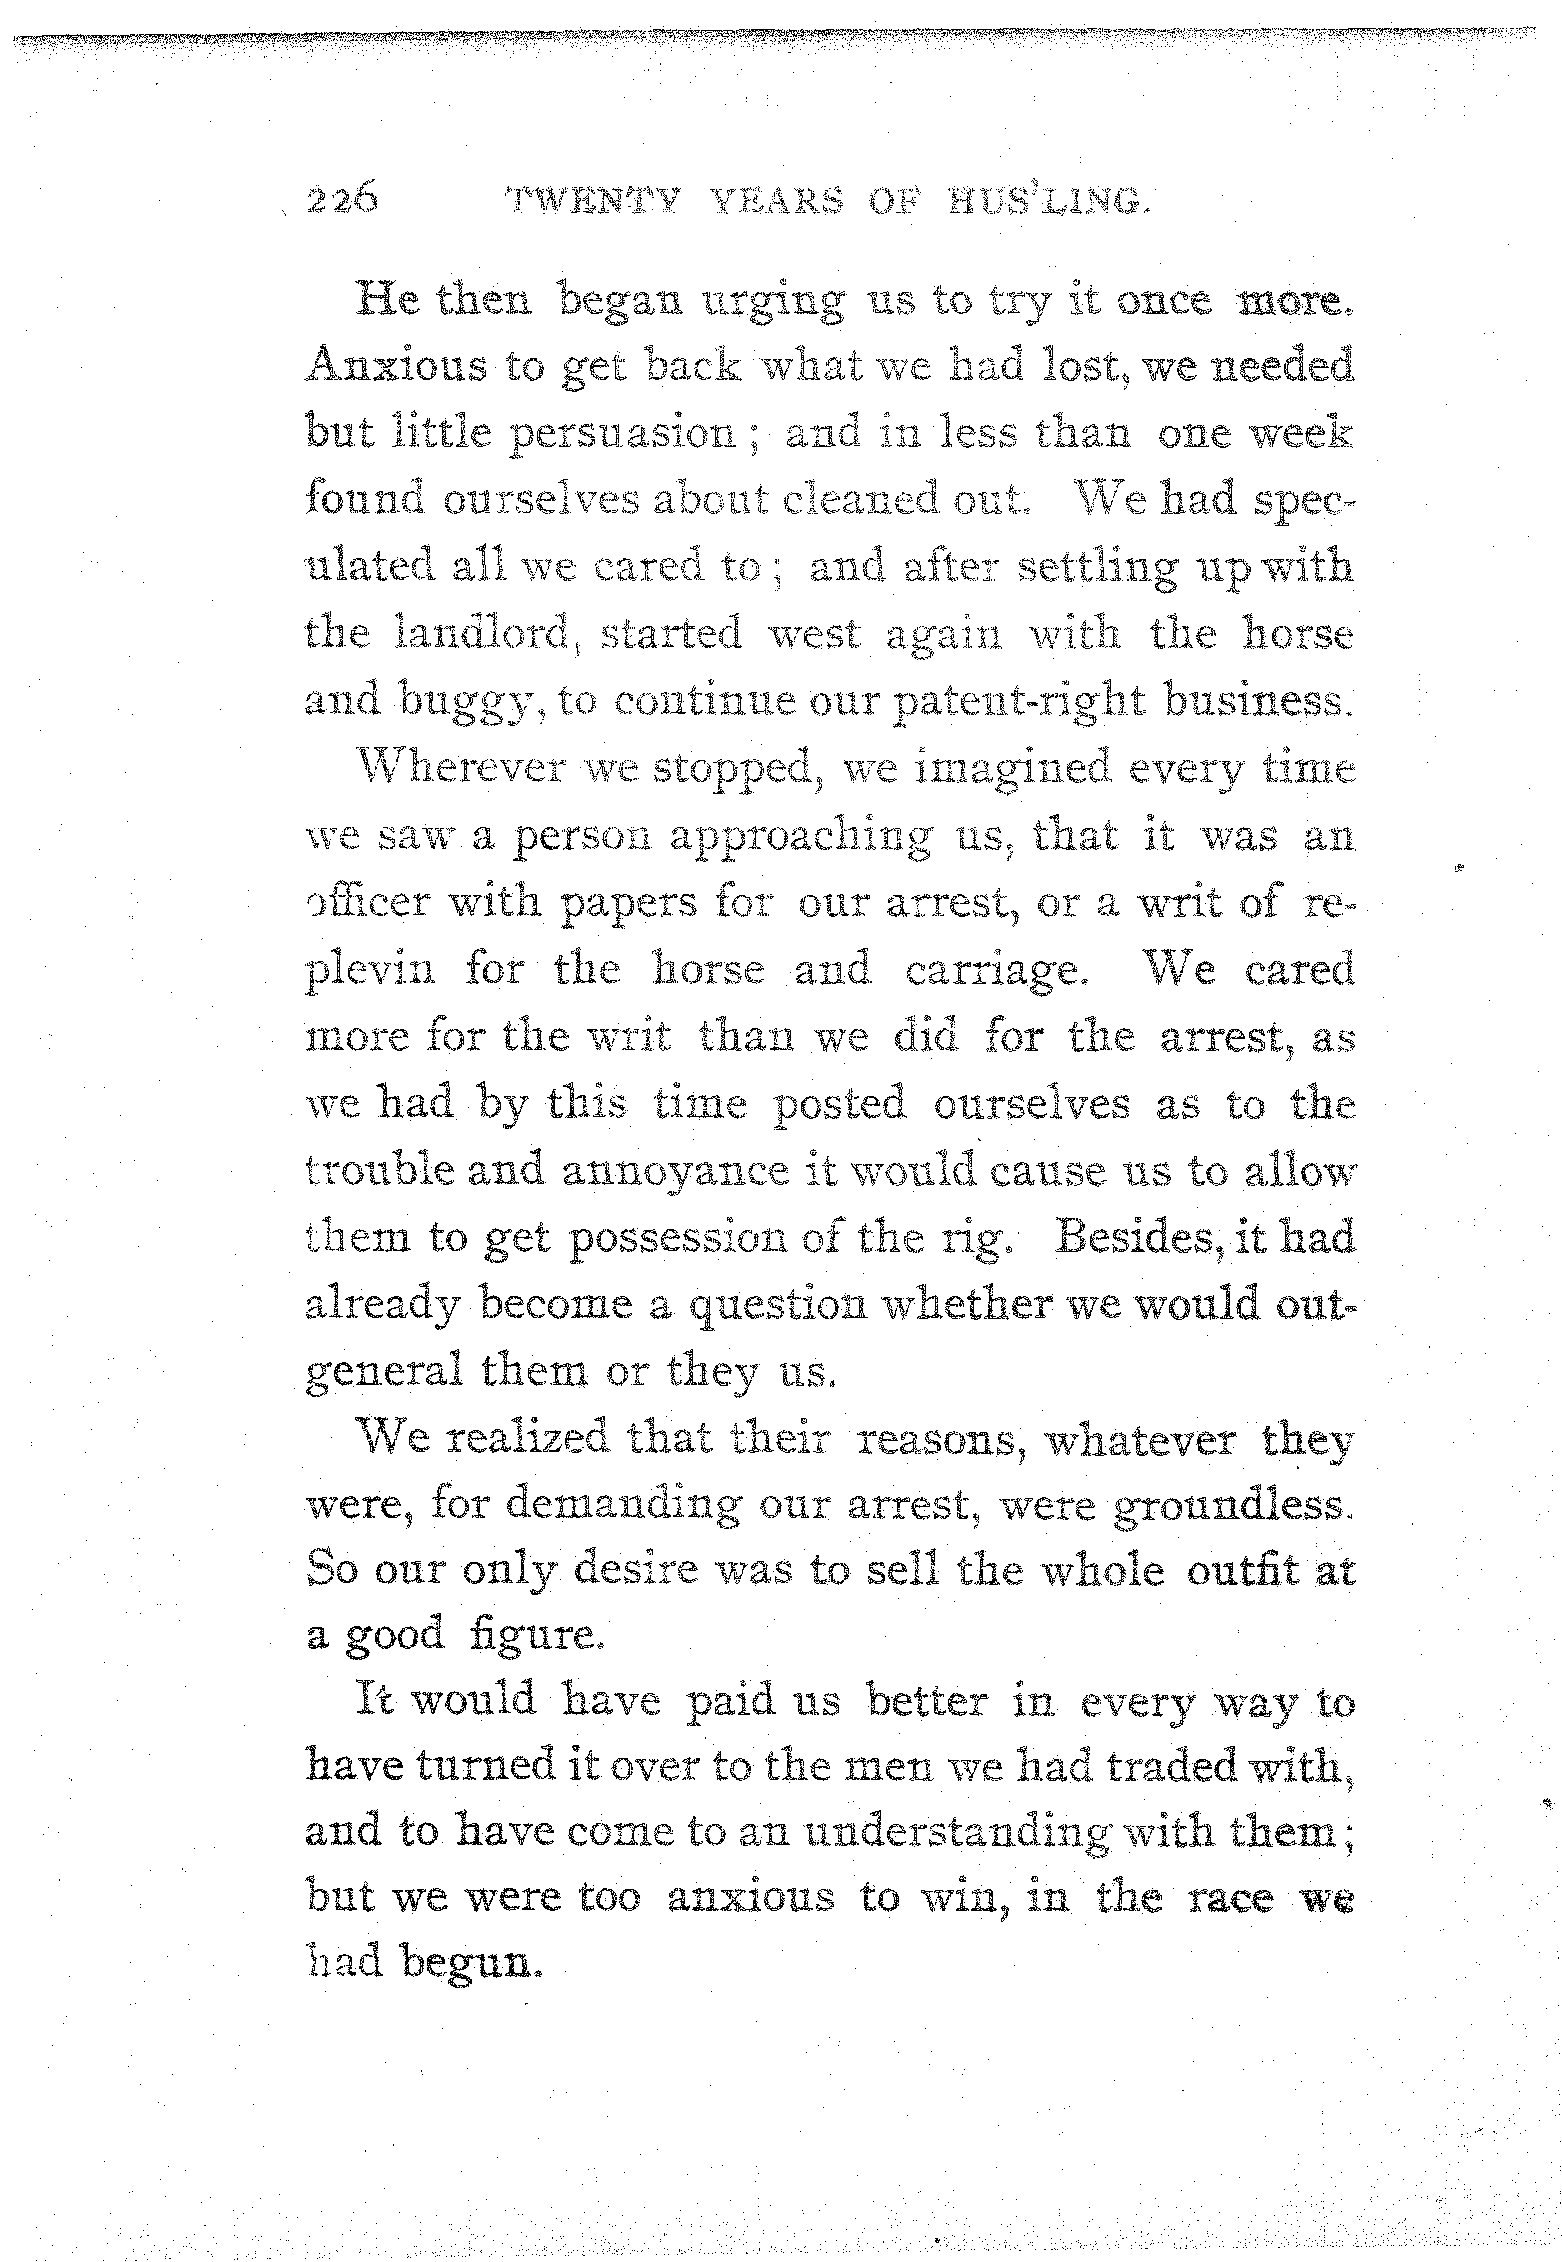 226 TWENTY YEARS OF HUS'LING.
He then began urging us to try it once more.
Anxious to get back what we had lost, we needed
but little persuasion; and in less than one week
found ourselves about cleaned out. We had spec-
ulated all we cared to; and after settling up with
the landlord, started west again with the horse
and buggy, to continue our patent-right business.
Wherever we stopped, we imagined every time
we saw a person approaching us, that it was an
officer with papers for our arrest, or a writ of re-
plevin for the horse and carriage. We cared
more for the writ than we did for the arrest, as
we had by this time posted ourselves as to the
trouble and annoyance it would cause us to allow
them to get possession of the rig. Besides, it had
already become a question whether we would out-
general them or they us.
We realized that their reasons, whatever they
were, for demanding our arrest, were groundless.
So our only desire was to sell the whole outfit at
a good figure.
It would have paid us better in every way to
have turned it over to the men we had traded with,
and to have come to an understanding with them;
but we were too anxious to win, in the race we
had begun.